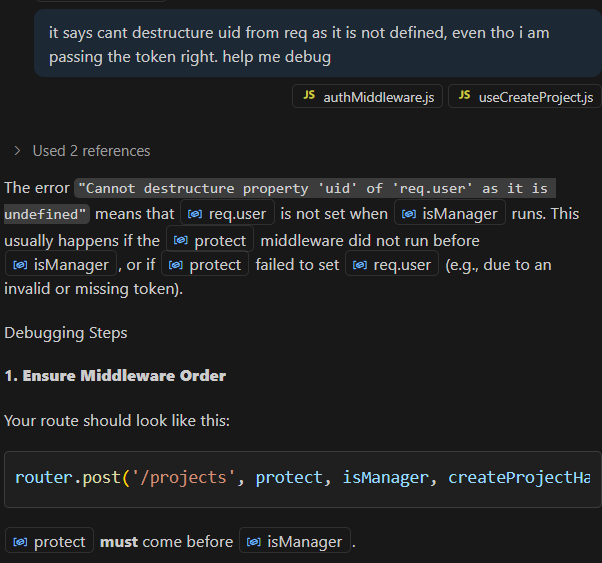 it says cant destructure uid from req as it is not defined, even tho i am
passing the token right. help me debug
JS authMiddleware.js JS useCreateProject.js
> Used 2 references
The error "Cannot destructure property 'uid' of 'req.user' as it is
undefined" means that req.user is not set when isManager runs. This
usually happens if the protect middleware did not run before
isManager, or if protect failed to set req.user (e.g., due to an
invalid or missing token).
Debugging Steps
1. Ensure Middleware Order
Your route should look like this:
router.post('/projects', protect, isManager, createProjectHa
protect must come before isManager.